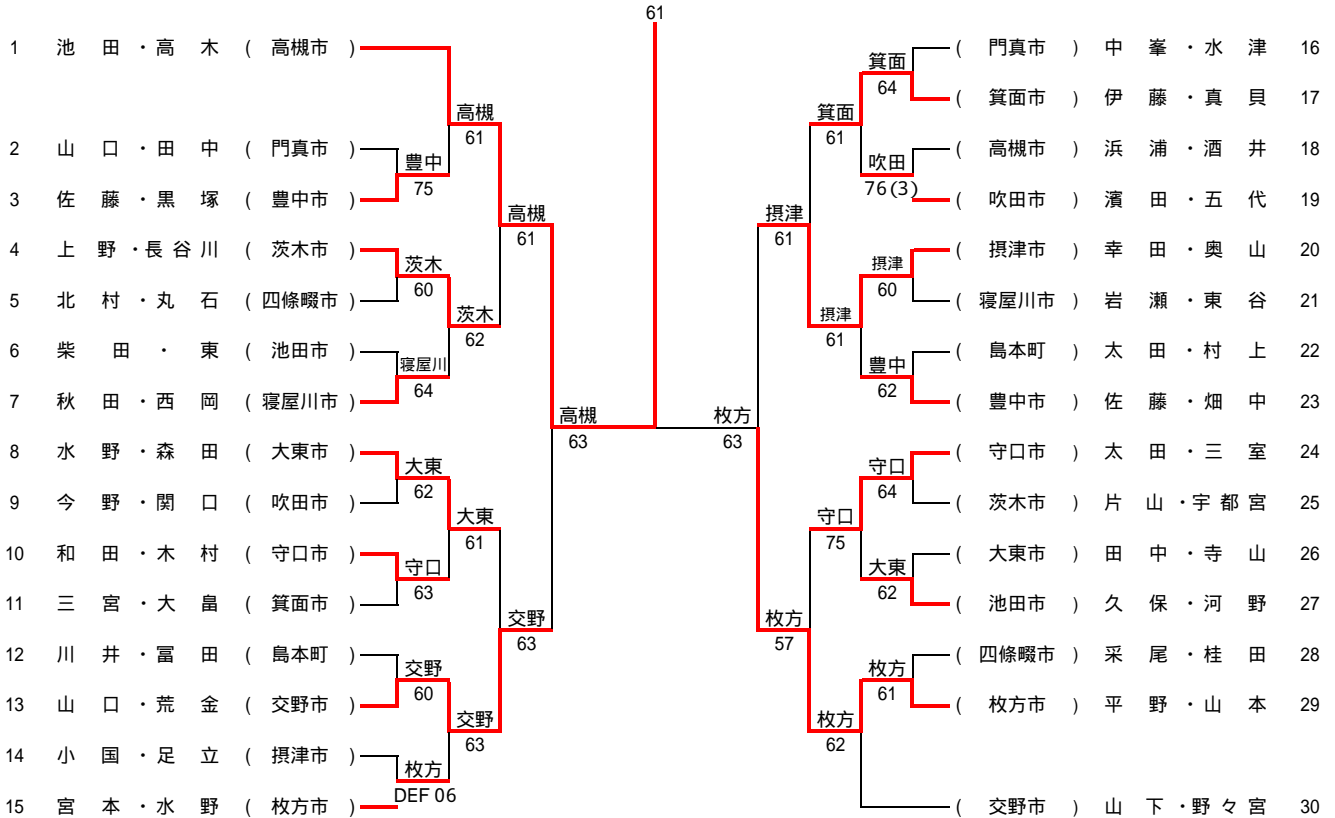 61
1 池田・高木 ( 高槻市 )
高槻
61
2 山口・田中 ( 門真市 )
豊中
75
3 佐藤・黒塚 ( 豊中市 )
高槻
61
4 上野・長谷川 ( 茨木市 )
茨木
60
5 北村・丸石 ( 四條畷市 )
茨木
62
6 柴田・東 ( 池田市 )
寝屋川
64
7 秋田・西岡 ( 寝屋川市 )
高槻
63
8 水野・森田 ( 大東市 )
大東
62
9 今野・関口 ( 吹田市 )
大東
61
10 和田・木村 ( 守口市 )
守口
63
11 三宮・大畠 ( 箕面市 )
交野
63
12 川井・冨田 ( 島本町 )
交野
60
13 山口・荒金 ( 交野市 )
交野
63
14 小国・足立 ( 摂津市 )
枚方
DEF 06
15 宮本・水野 ( 枚方市 )
( 門真市 ) 中峯・水津 16
箕面
64
( 箕面市 ) 伊藤・真貝 17
箕面
61
( 高槻市 ) 浜浦・酒井 18
吹田
76(3)
( 吹田市 ) 濱田・五代 19
摂津
61
( 摂津市 ) 幸田・奥山 20
摂津
60
( 寝屋川市 ) 岩瀬・東谷 21
摂津
61
( 島本町 ) 太田・村上 22
豊中
62
( 豊中市 ) 佐藤・畑中 23
枚方
63
( 守口市 ) 太田・三室 24
守口
64
( 茨木市 ) 片山・宇都宮 25
守口
75
( 大東市 ) 田中・寺山 26
大東
62
( 池田市 ) 久保・河野 27
枚方
57
( 四條畷市 ) 采尾・桂田 28
枚方
61
( 枚方市 ) 平野・山本 29
枚方
62
( 交野市 ) 山下・野々宮 30